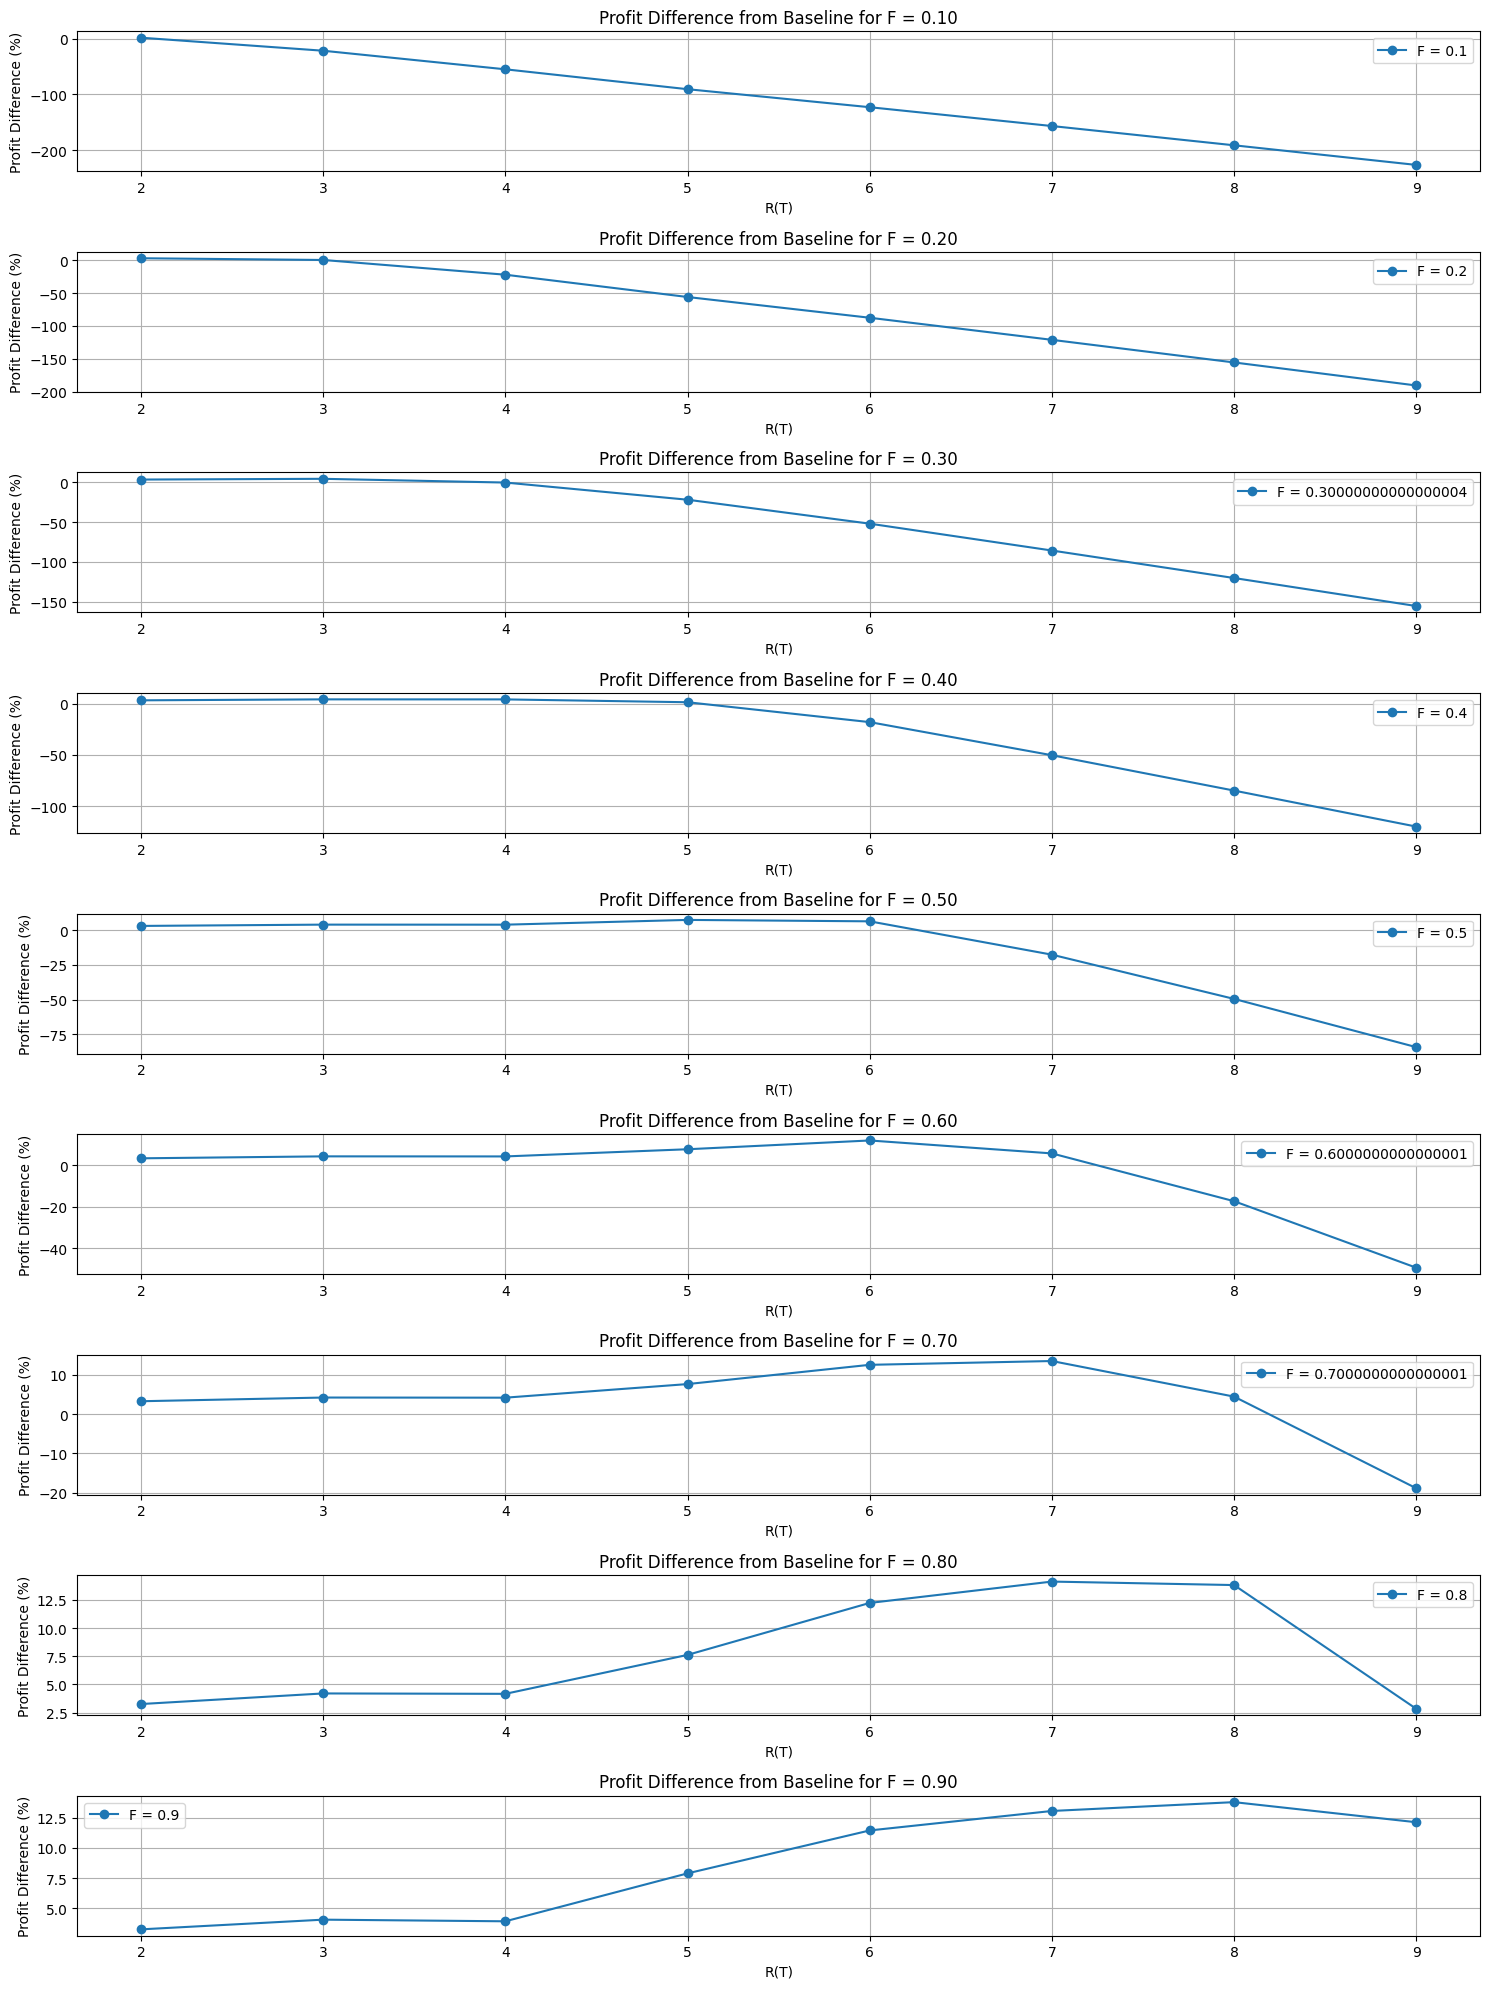 Profit Difference from Baseline for F = 0.10
Profit Difference (%)
0
−100
−200
F = 0.1
2 3 4 5 6 7 8 9
R(T)
Profit Difference from Baseline for F = 0.20
Profit Difference (%)
0
−50
−100
−150
−200
F = 0.2
2 3 4 5 6 7 8 9
R(T)
Profit Difference from Baseline for F = 0.30
Profit Difference (%)
0
−50
−100
−150
F = 0.30000000000000004
2 3 4 5 6 7 8 9
R(T)
Profit Difference from Baseline for F = 0.40
Profit Difference (%)
0
−50
−100
F = 0.4
2 3 4 5 6 7 8 9
R(T)
Profit Difference from Baseline for F = 0.50
Profit Difference (%)
0
−25
−50
−75
F = 0.5
2 3 4 5 6 7 8 9
R(T)
Profit Difference from Baseline for F = 0.60
Profit Difference (%)
0
−20
−40
F = 0.6000000000000001
2 3 4 5 6 7 8 9
R(T)
Profit Difference from Baseline for F = 0.70
Profit Difference (%)
10
0
−10
−20
F = 0.7000000000000001
2 3 4 5 6 7 8 9
R(T)
Profit Difference from Baseline for F = 0.80
Profit Difference (%)
12.5
10.0
7.5
5.0
2.5
F = 0.8
2 3 4 5 6 7 8 9
R(T)
Profit Difference from Baseline for F = 0.90
Profit Difference (%)
12.5
10.0
7.5
5.0
F = 0.9
2 3 4 5 6 7 8 9
R(T)